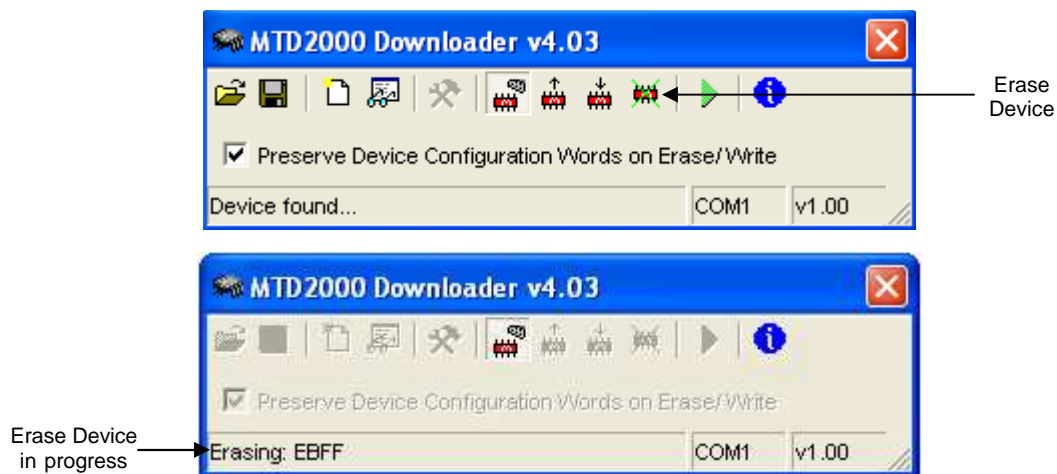 MTD2000 Downloader v4.03
Erase
Device
Preserve Device Configuration Words on Erase/Write
Device found...
COM1
v1.00
MTD2000 Downloader v4.03
Preserve Device Configuration Words on Erase/Write
Erase Device
in progress
Erasing: EBFF
COM1
v1.00